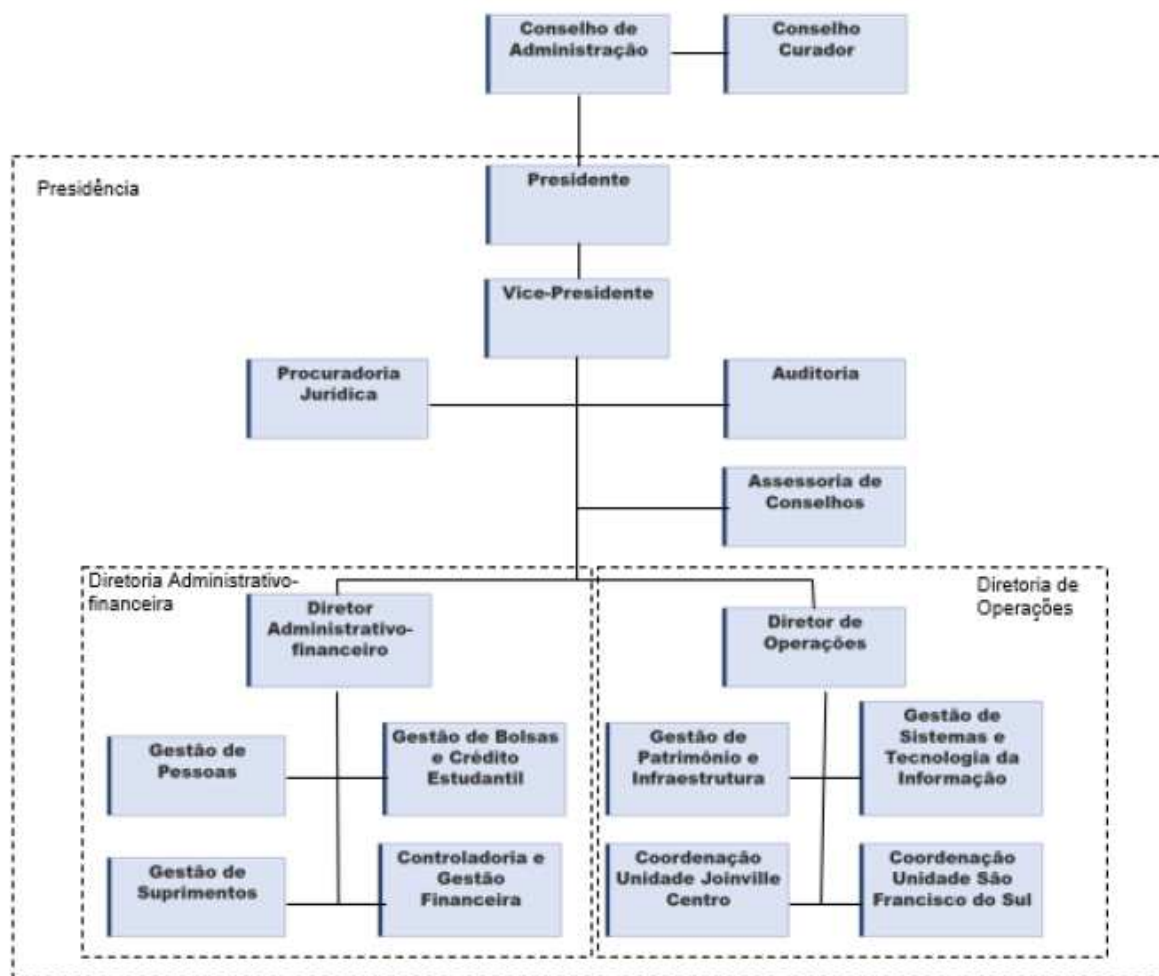 Conselho de
Administração
Conselho
Curador
Presidência
Presidente
Vice-Presidente
Procuradoria
Jurídica
Auditoria
Assessoria de
Conselhos
Diretoria Administrativo-
financeira
Diretoria de
Operações
Diretor
Administrativo-
financeiro
Diretor de
Operações
Gestão de
Pessoas
Gestão de Bolsas
e Crédito
Estudantil
Gestão de
Patrimônio e
Infraestrutura
Gestão de
Sistemas e
Tecnologia da
Informação
Gestão de
Suprimentos
Controladoria e
Gestão
Financeira
Coordenação
Unidade Joinville
Centro
Coordenação
Unidade São
Francisco do Sul